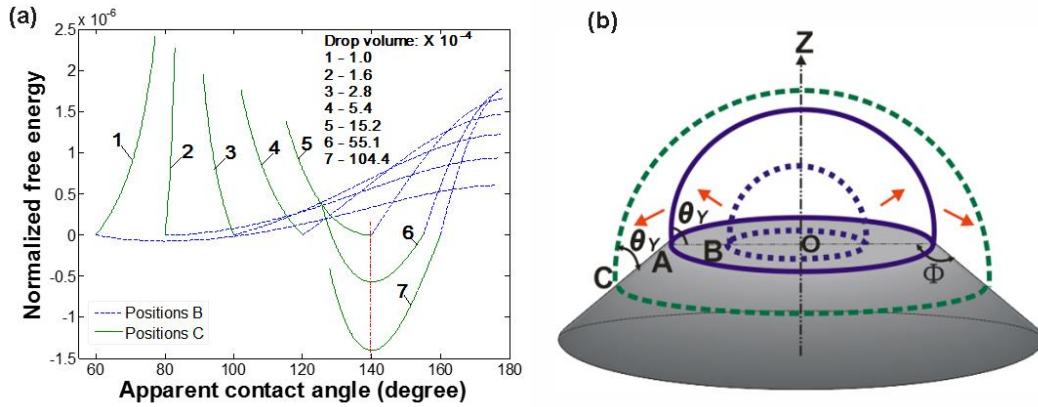 (a)
x 10⁻⁶
Normalized free energy
2.5
2
1.5
1
0.5
0
-0.5
-1
-1.5
60 80 100 120 140 160 180
Apparent contact angle (degree)
Drop volume: X 10⁻⁴
1 – 1.0
2 – 1.6
3 – 2.8
4 – 5.4
5 – 15.2
6 – 55.1
7 – 104.4
1
2
3
4
5
6
7
Positions B
Positions C
(b)
Z
θY
θY
A
B
O
C
Φ